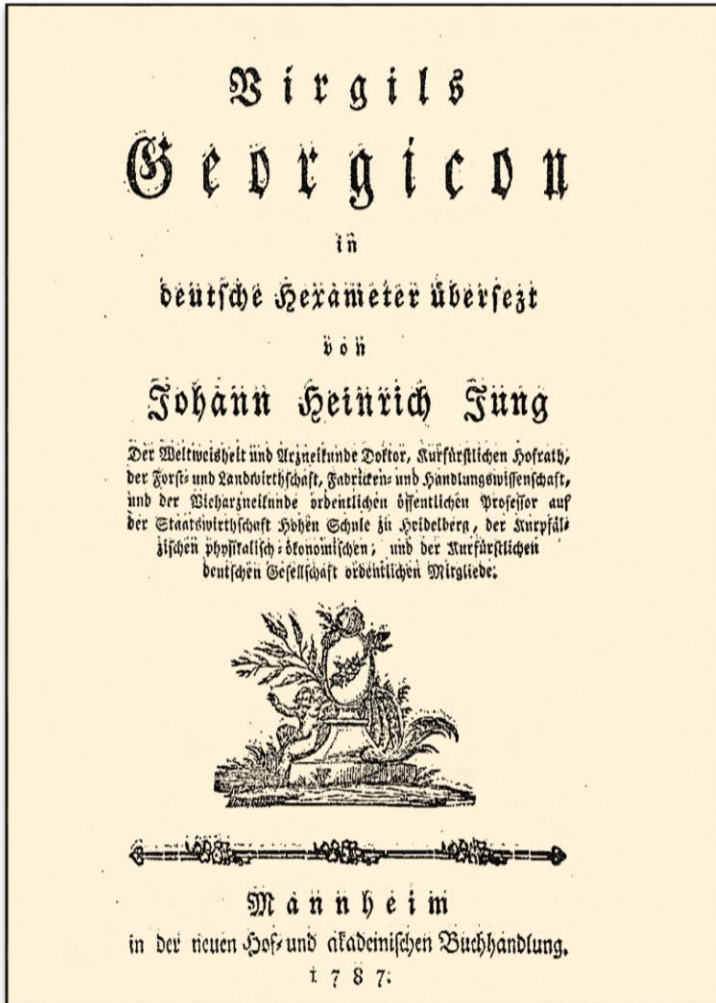 Virgils
Georgicon
in
deutsche Hexameter übersezt
von
Johann Heinrich Jung
Der Weltweisheit und Arzneikunde Doktor, Kurfürstlichen Hofrath,
der Forst- und Landwirthschaft, Fabricken- und Handlungswissenschaft,
und der Vieharzneikunde ordentlichen öffentlichen Professor auf
der Staatswirthschaft Hohen Schule zu Heidelberg, der Kurpfäl-
zischen physikalisch-ökonomischen; und der Kurfürstlichen
deutschen Gesellschaft ordentlichen Mitgliede.
Mannheim
in der neuen Hof- und akademischen Buchhandlung.
1787.